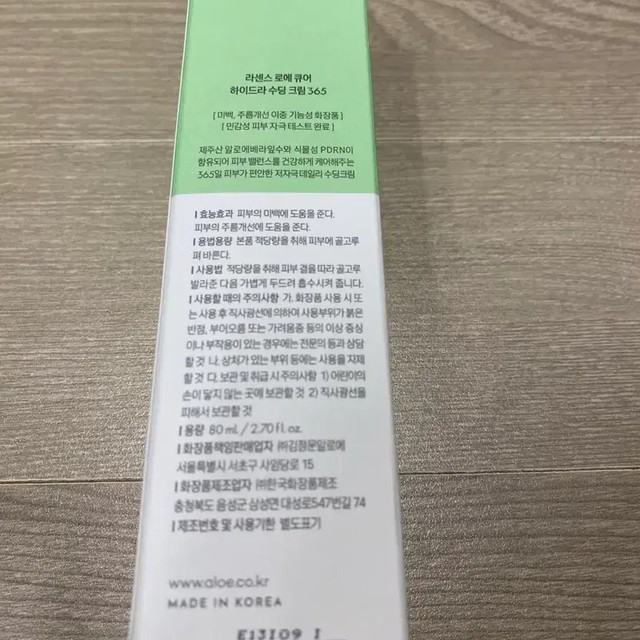 라센스 로에 큐어
하이드라 수딩 크림 365
[ 미백, 주름개선 이중 기능성 화장품 ]
[ 민감성 피부 자극 테스트 완료 ]
제주산 알로에베라잎수와 식물성 PDRN이
함유되어 피부 밸런스를 건강하게 케어해주는
365일 피부가 편안한 저자극 데일리 수딩크림
| 효능효과 피부의 미백에 도움을 준다.
피부의 주름개선에 도움을 준다.
| 용법용량 본품 적당량을 취해 피부에 골고루
펴 바른다.
| 사용법 적당량을 취해 피부 결을 따라 골고루
발라준 다음 가볍게 두드려 흡수시켜 줍니다.
| 사용할 때의 주의사항 가. 화장품 사용 시 또
는 사용 후 직사광선에 의하여 사용부위가 붉은
반점, 부어오름 또는 가려움증 등의 이상 증상
이나 부작용이 있는 경우에는 전문의 등과 상담
할 것 나. 상처가 있는 부위 등에는 사용을 자제
할 것 다. 보관 및 취급 시 주의사항 1) 어린이의
손이 닿지 않는 곳에 보관할 것 2) 직사광선을
피해서 보관할 것
| 용량 80 ml / 2.70 fl. oz.
| 화장품책임판매업자 ㈜김정문알로에
서울특별시 서초구 사임당로 15
| 화장품제조업자 ㈜한국화장품제조
충청북도 음성군 삼성면 대성로547번길 74
| 제조번호 및 사용기한 별도표기
www.aloe.co.kr
MADE IN KOREA
E13109 1